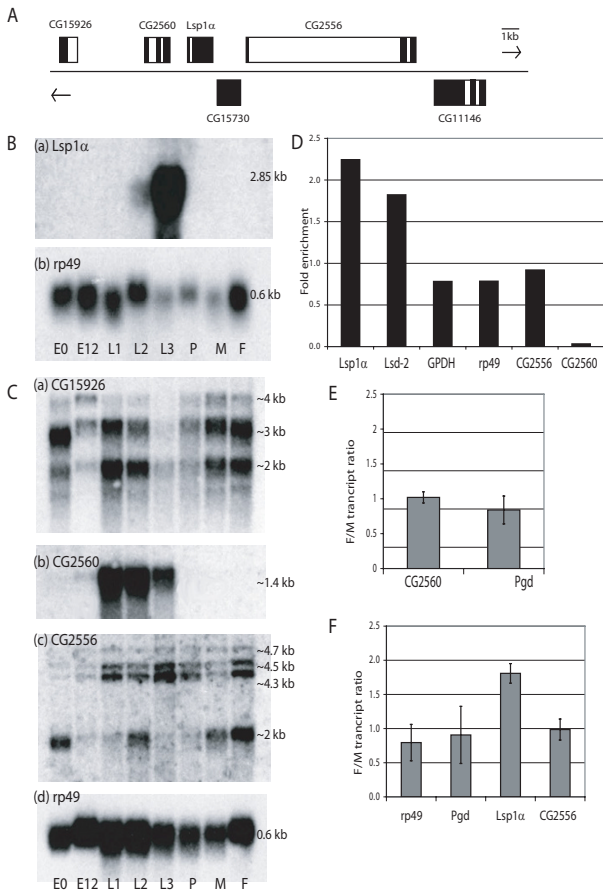 A
CG15926
CG2560
Lsp1α
CG2556
1kb
CG15730
CG11146
B
(a) Lsp1α
2.85 kb
(b) rp49
0.6 kb
E0 E12 L1 L2 L3 P M F
C
(a) CG15926
~4 kb
~3 kb
~2 kb
(b) CG2560
~1.4 kb
(c) CG2556
~4.7 kb
~4.5 kb
~4.3 kb
~2 kb
(d) rp49
0.6 kb
E0 E12 L1 L2 L3 P M F
D
Fold enrichment
2.5
2.0
1.5
1.0
0.5
0.0
Lsp1α Lsd-2 GPDH rp49 CG2556 CG2560
E
F/M trancript ratio
2.5
2
1.5
1
0.5
0
CG2560 Pgd
F
F/M trancript ratio
2.5
2.0
1.5
1.0
0.5
0.0
rp49 Pgd Lsp1α CG2556